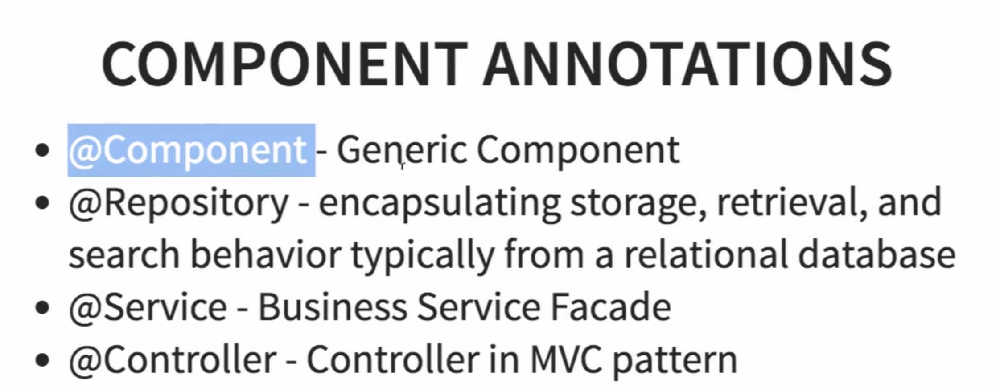 COMPONENT ANNOTATIONS
@Component - Generic Component
@Repository - encapsulating storage, retrieval, and
search behavior typically from a relational database
@Service - Business Service Facade
@Controller - Controller in MVC pattern